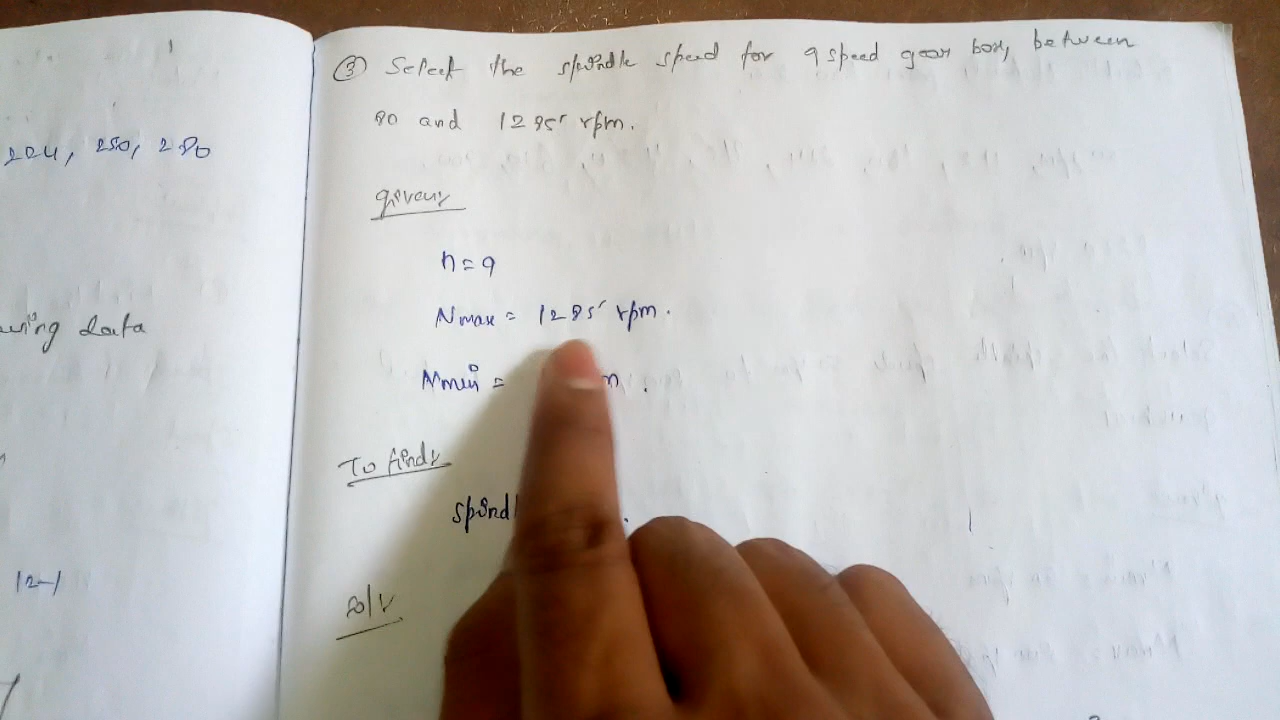 224, 250, 280
wing data
12-1
③ Select the spindle speed for 9 speed gear box, between
80 and 1285 rpm.
given
n = 9
Nmax = 1285 rpm.
Nmin = m.
To find
spindl
sol